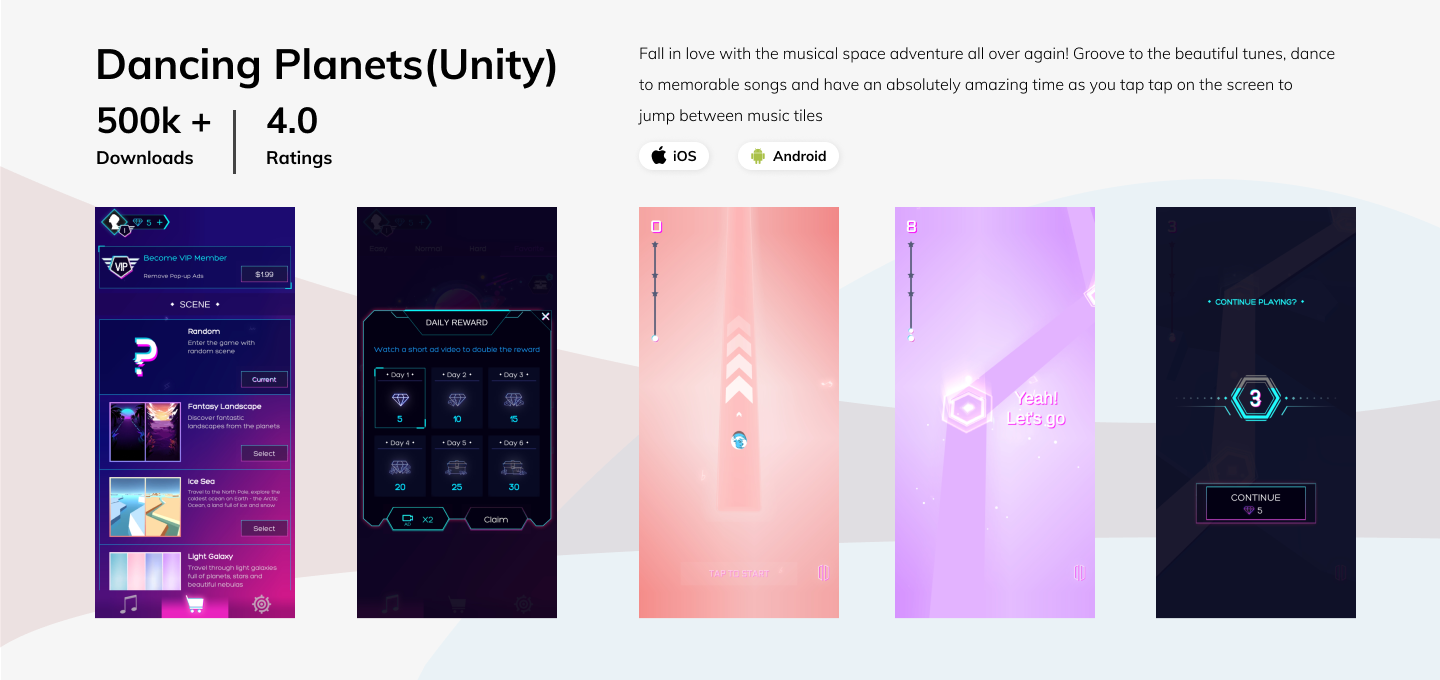 Dancing Planets(Unity)
500k +
Downloads
4.0
Ratings
Fall in love with the musical space adventure all over again! Groove to the beautiful tunes, dance
to memorable songs and have an absolutely amazing time as you tap tap on the screen to
jump between music tiles
iOS
Android
5 +
VIP
Become VIP Member
Remove Pop-up Ads
$1.99
• SCENE •
Random
Enter the game with
random scene
Current
Fantasy Landscape
Discover fantastic
landscapes from the planets
Select
Ice Sea
Travel to the North Pole, explore the
coldest ocean on Earth - the Arctic
Ocean, a land full of ice and snow
Select
Light Galaxy
Travel through light galaxies
full of planets, stars and
beautiful nebulas
Easy Normal Hard
DAILY REWARD
Watch a short ad video to double the reward
• Day 1 • • Day 2 • • Day 3 •
5 10 15
• Day 4 • • Day 5 • • Day 6 •
20 25 30
X2
Claim
0
TAP TO START
8
Yeah!
Let's go
3
• CONTINUE PLAYING? •
3
CONTINUE
5